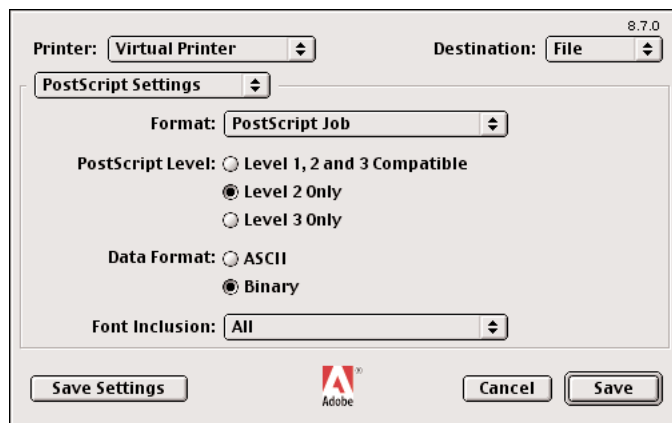 8.7.0
Printer: Virtual Printer Destination: File
PostScript Settings
Format: PostScript Job
PostScript Level: Level 1, 2 and 3 Compatible
Level 2 Only
Level 3 Only
Data Format: ASCII
Binary
Font Inclusion: All
Save Settings Adobe® Cancel Save